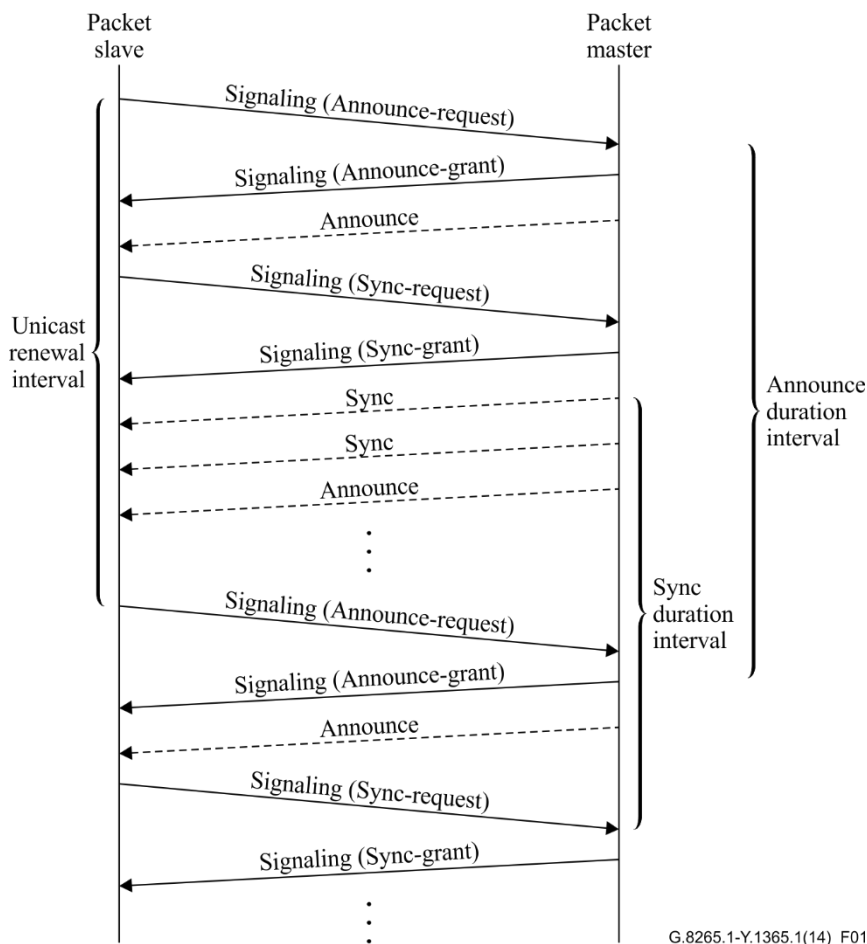 Packet
slave
Packet
master
Signaling (Announce-request)
Signaling (Announce-grant)
Announce
Signaling (Sync-request)
Unicast
renewal
interval
Signaling (Sync-grant)
Sync
Sync
Announce
Announce
duration
interval
Signaling (Announce-request)
Sync
duration
interval
Signaling (Announce-grant)
Announce
Signaling (Sync-request)
Signaling (Sync-grant)
G.8265.1-Y.1365.1(14)_F01